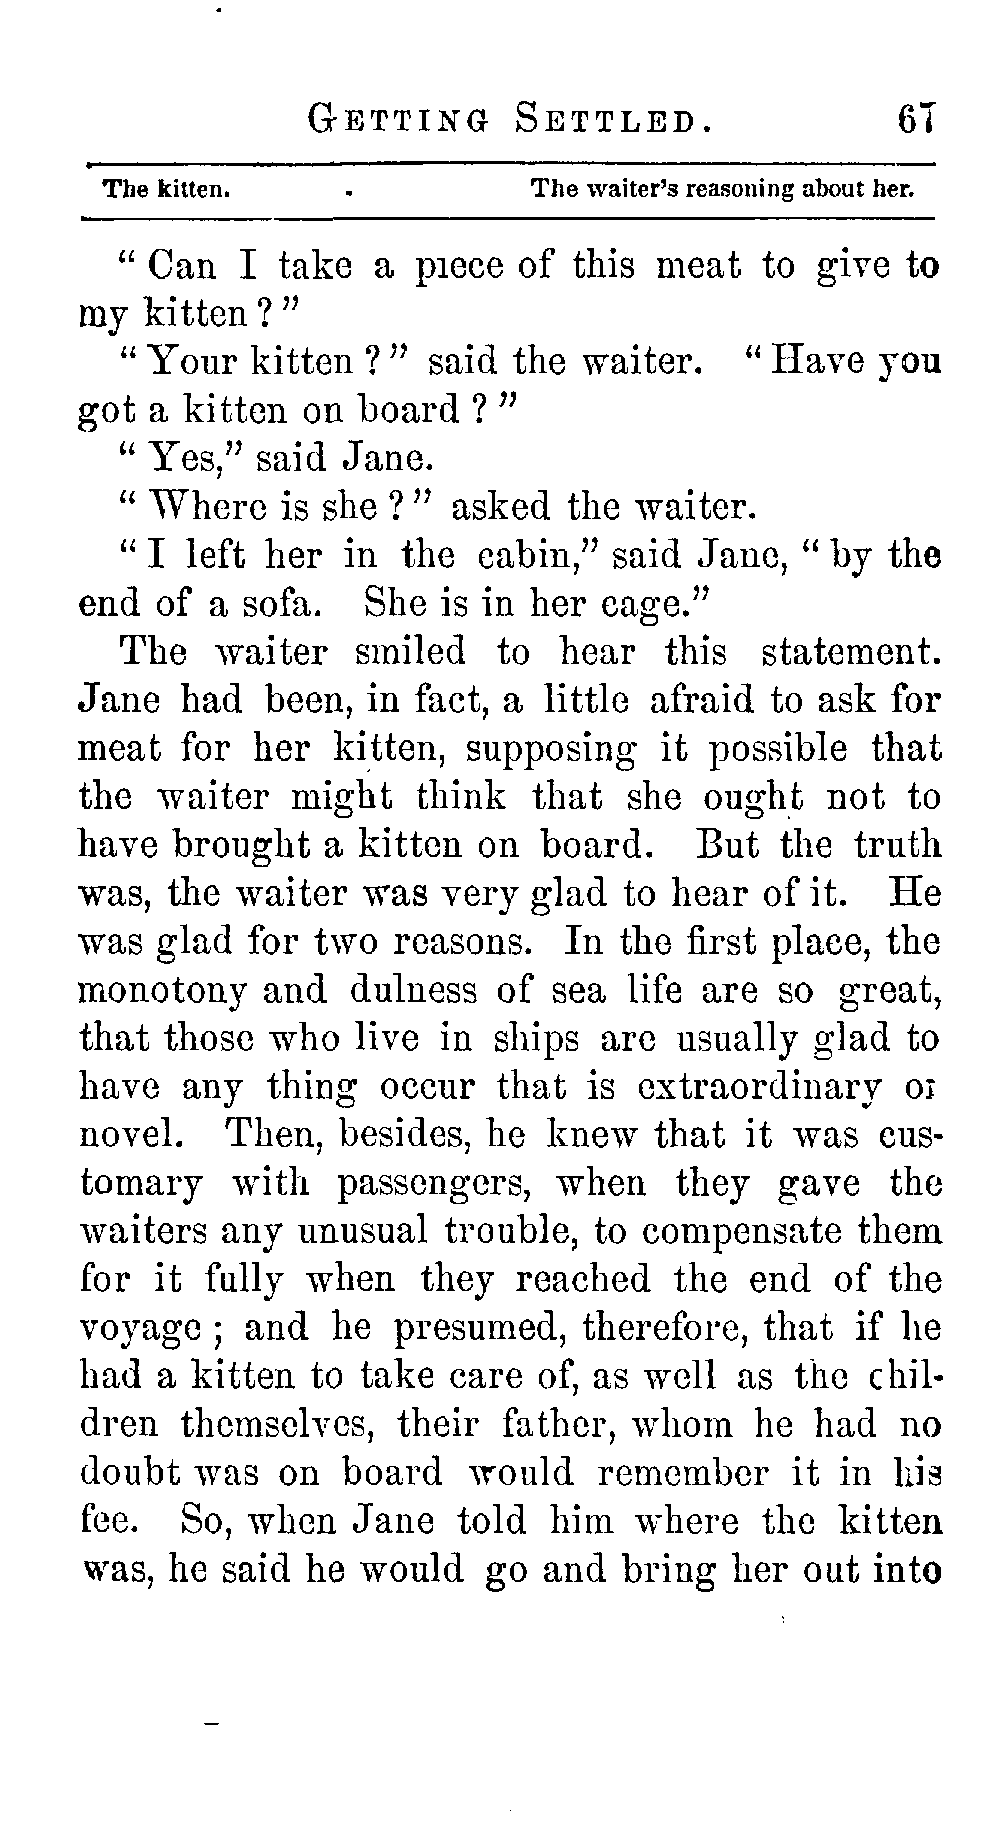 GETTING SETTLED. 67
The kitten. The waiter's reasoning about her.
" Can I take a piece of this meat to give to
my kitten ? "
" Your kitten ? " said the waiter. " Have you
got a kitten on board ? "
" Yes," said Jane.
" Where is she ? " asked the waiter.
" I left her in the cabin," said Jane, " by the
end of a sofa. She is in her cage."
The waiter smiled to hear this statement.
Jane had been, in fact, a little afraid to ask for
meat for her kitten, supposing it possible that
the waiter might think that she ought not to
have brought a kitten on board. But the truth
was, the waiter was very glad to hear of it. He
was glad for two reasons. In the first place, the
monotony and dulness of sea life are so great,
that those who live in ships are usually glad to
have any thing occur that is extraordinary or
novel. Then, besides, he knew that it was cus-
tomary with passengers, when they gave the
waiters any unusual trouble, to compensate them
for it fully when they reached the end of the
voyage ; and he presumed, therefore, that if he
had a kitten to take care of, as well as the chil-
dren themselves, their father, whom he had no
doubt was on board would remember it in his
fee. So, when Jane told him where the kitten
was, he said he would go and bring her out into